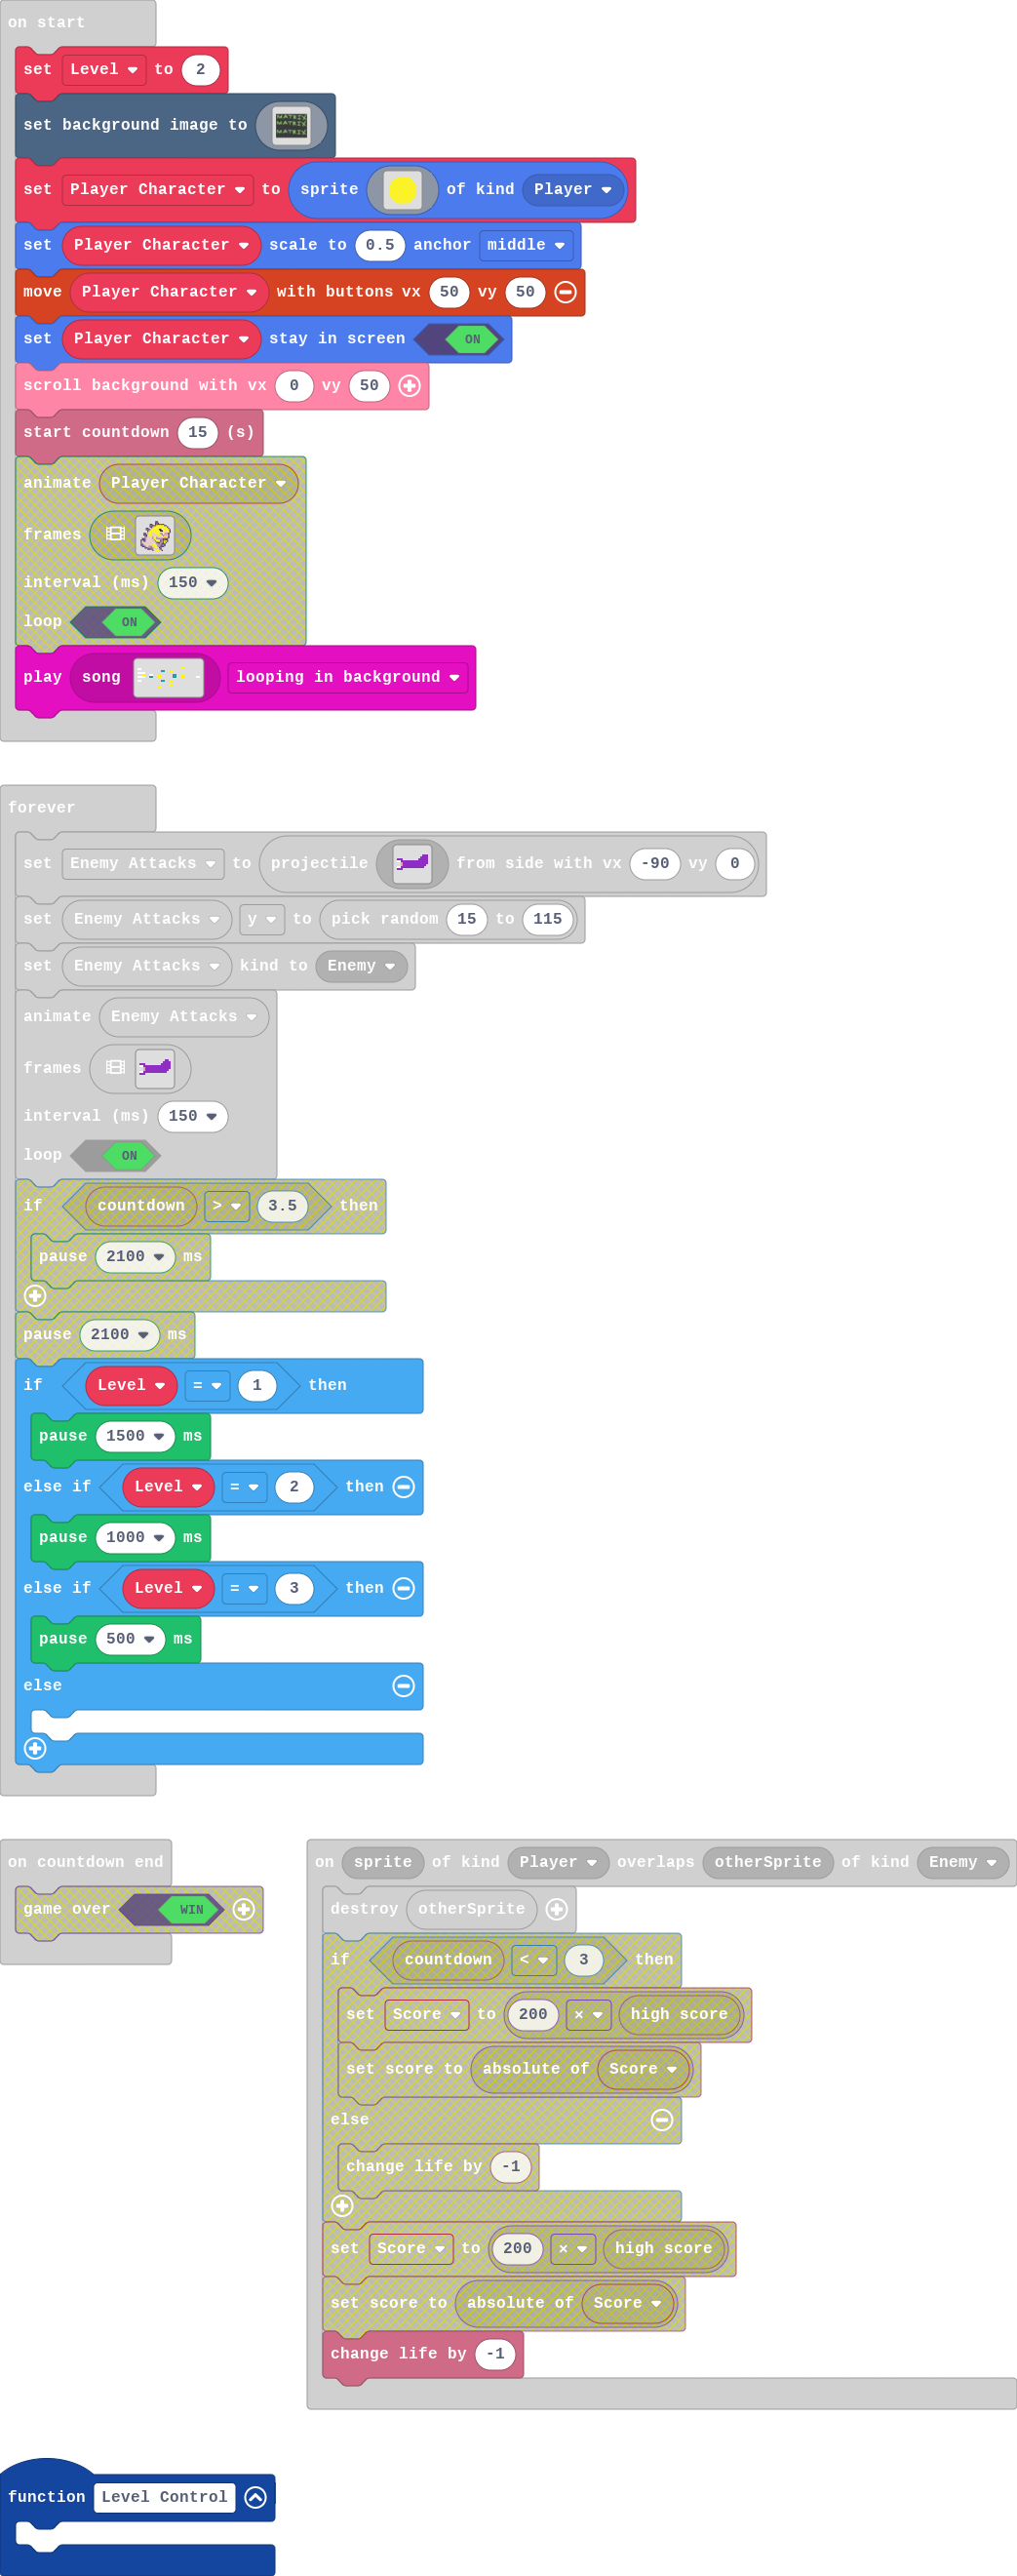 on start
set Level to 2
set background image to MATRIX MATRIX MATRIX
set Player Character to sprite of kind Player
set Player Character scale to 0.5 anchor middle
move Player Character with buttons vx 50 vy 50
set Player Character stay in screen ON
scroll background with vx 0 vy 50
start countdown 15 (s)
animate Player Character
frames
interval (ms) 150
loop ON
play song looping in background
forever
set Enemy Attacks to projectile from side with vx -90 vy 0
set Enemy Attacks y to pick random 15 to 115
set Enemy Attacks kind to Enemy
animate Enemy Attacks
frames
interval (ms) 150
loop ON
if countdown > 3.5 then
pause 2100 ms
pause 2100 ms
if Level = 1 then
pause 1500 ms
else if Level = 2 then
pause 1000 ms
else if Level = 3 then
pause 500 ms
else
on countdown end
game over WIN
on sprite of kind Player overlaps otherSprite of kind Enemy
destroy otherSprite
if countdown < 3 then
set Score to 200 × high score
set score to absolute of Score
else
change life by -1
set Score to 200 × high score
set score to absolute of Score
change life by -1
function Level Control